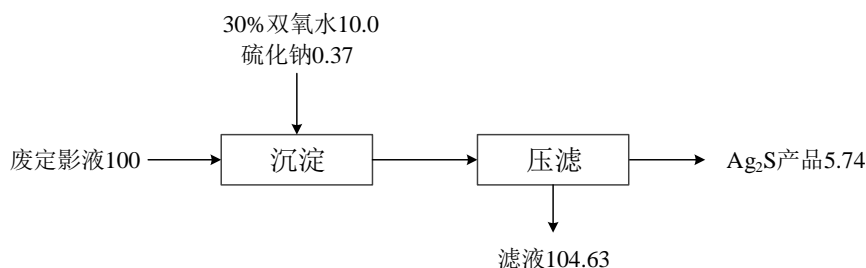 30%双氧水10.0
硫化钠0.37
废定影液100
沉淀
压滤
Ag₂S产品5.74
滤液104.63